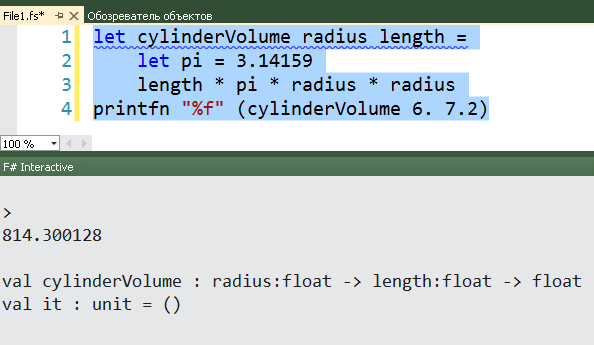 File1.fs* Обозреватель объектов
1 let cylinderVolume radius length =
2 let pi = 3.14159
3 length * pi * radius * radius
4 printfn "%f" (cylinderVolume 6. 7.2)
100 %
F# Interactive
>
814.300128
val cylinderVolume : radius:float -> length:float -> float
val it : unit = ()